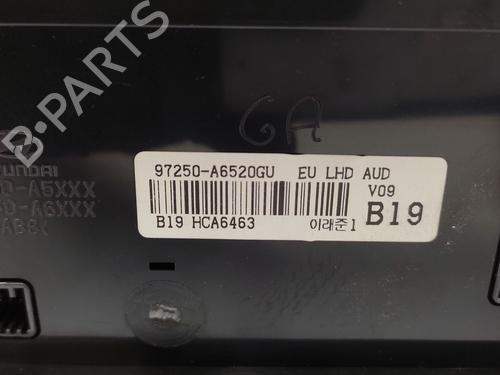 GA
97250-A6520GU EU LHD AUD
V09
B19 HCA6463 이래준1 B19
HYUNDAI
-A5XXX
-A6XXX
B-PARTS